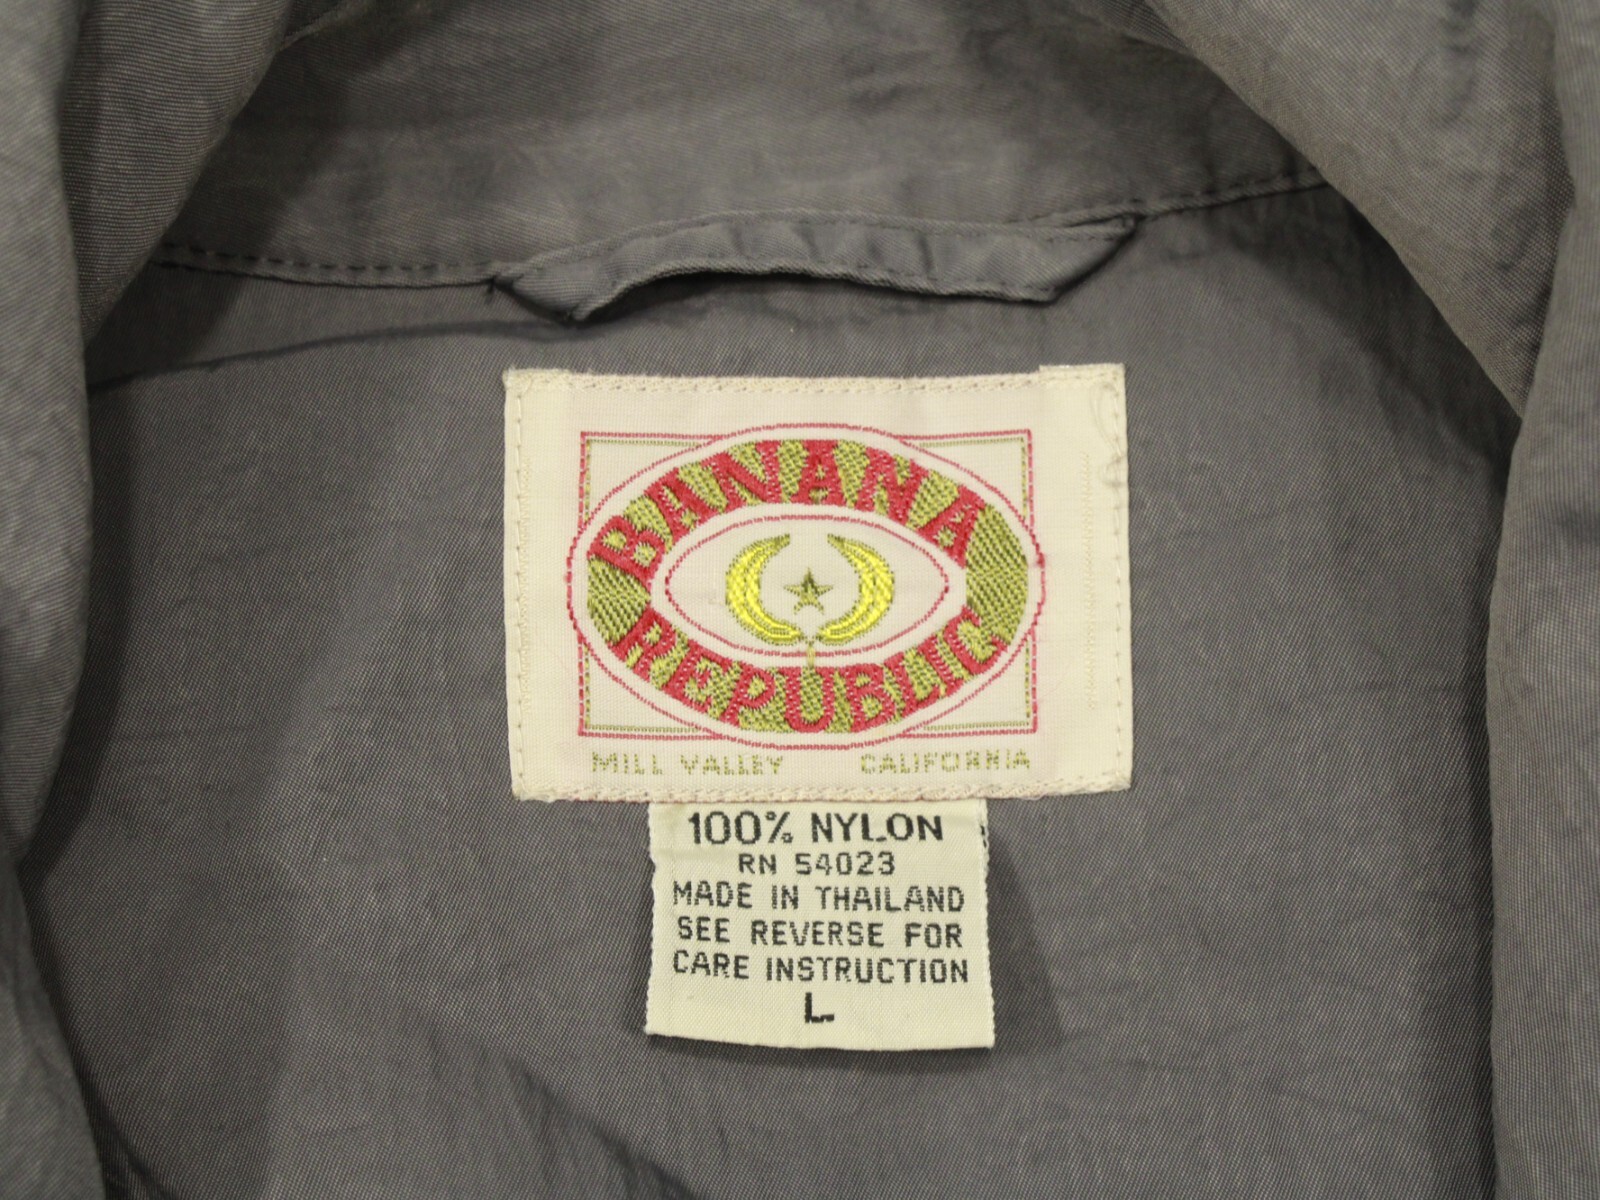 BANANA
REPUBLIC
MILL VALLEY CALIFORNIA
100% NYLON
RN 54023
MADE IN THAILAND
SEE REVERSE FOR
CARE INSTRUCTION
L